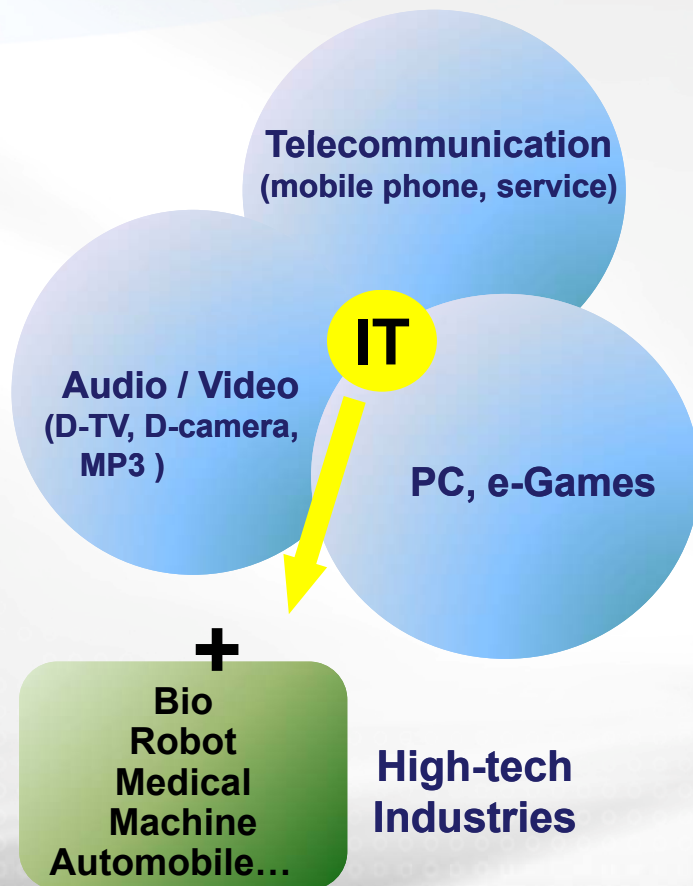 Telecommunication
(mobile phone, service)
IT
Audio / Video
(D-TV, D-camera,
MP3 )
PC, e-Games
+
Bio
Robot
Medical
Machine
Automobile…
High-tech
Industries